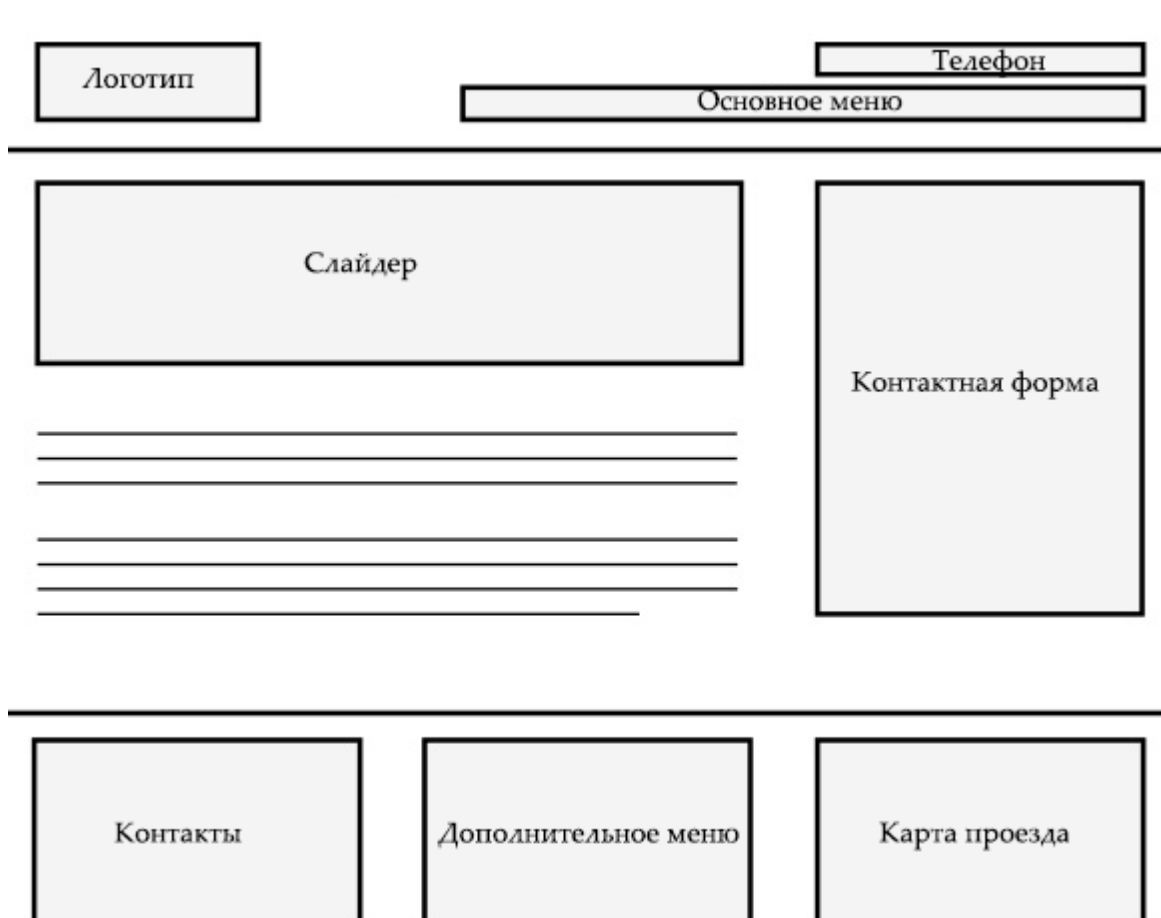 Логотип
Телефон
Основное меню
Слайдер
Контактная форма
Контакты
Дополнительное меню
Карта проезда